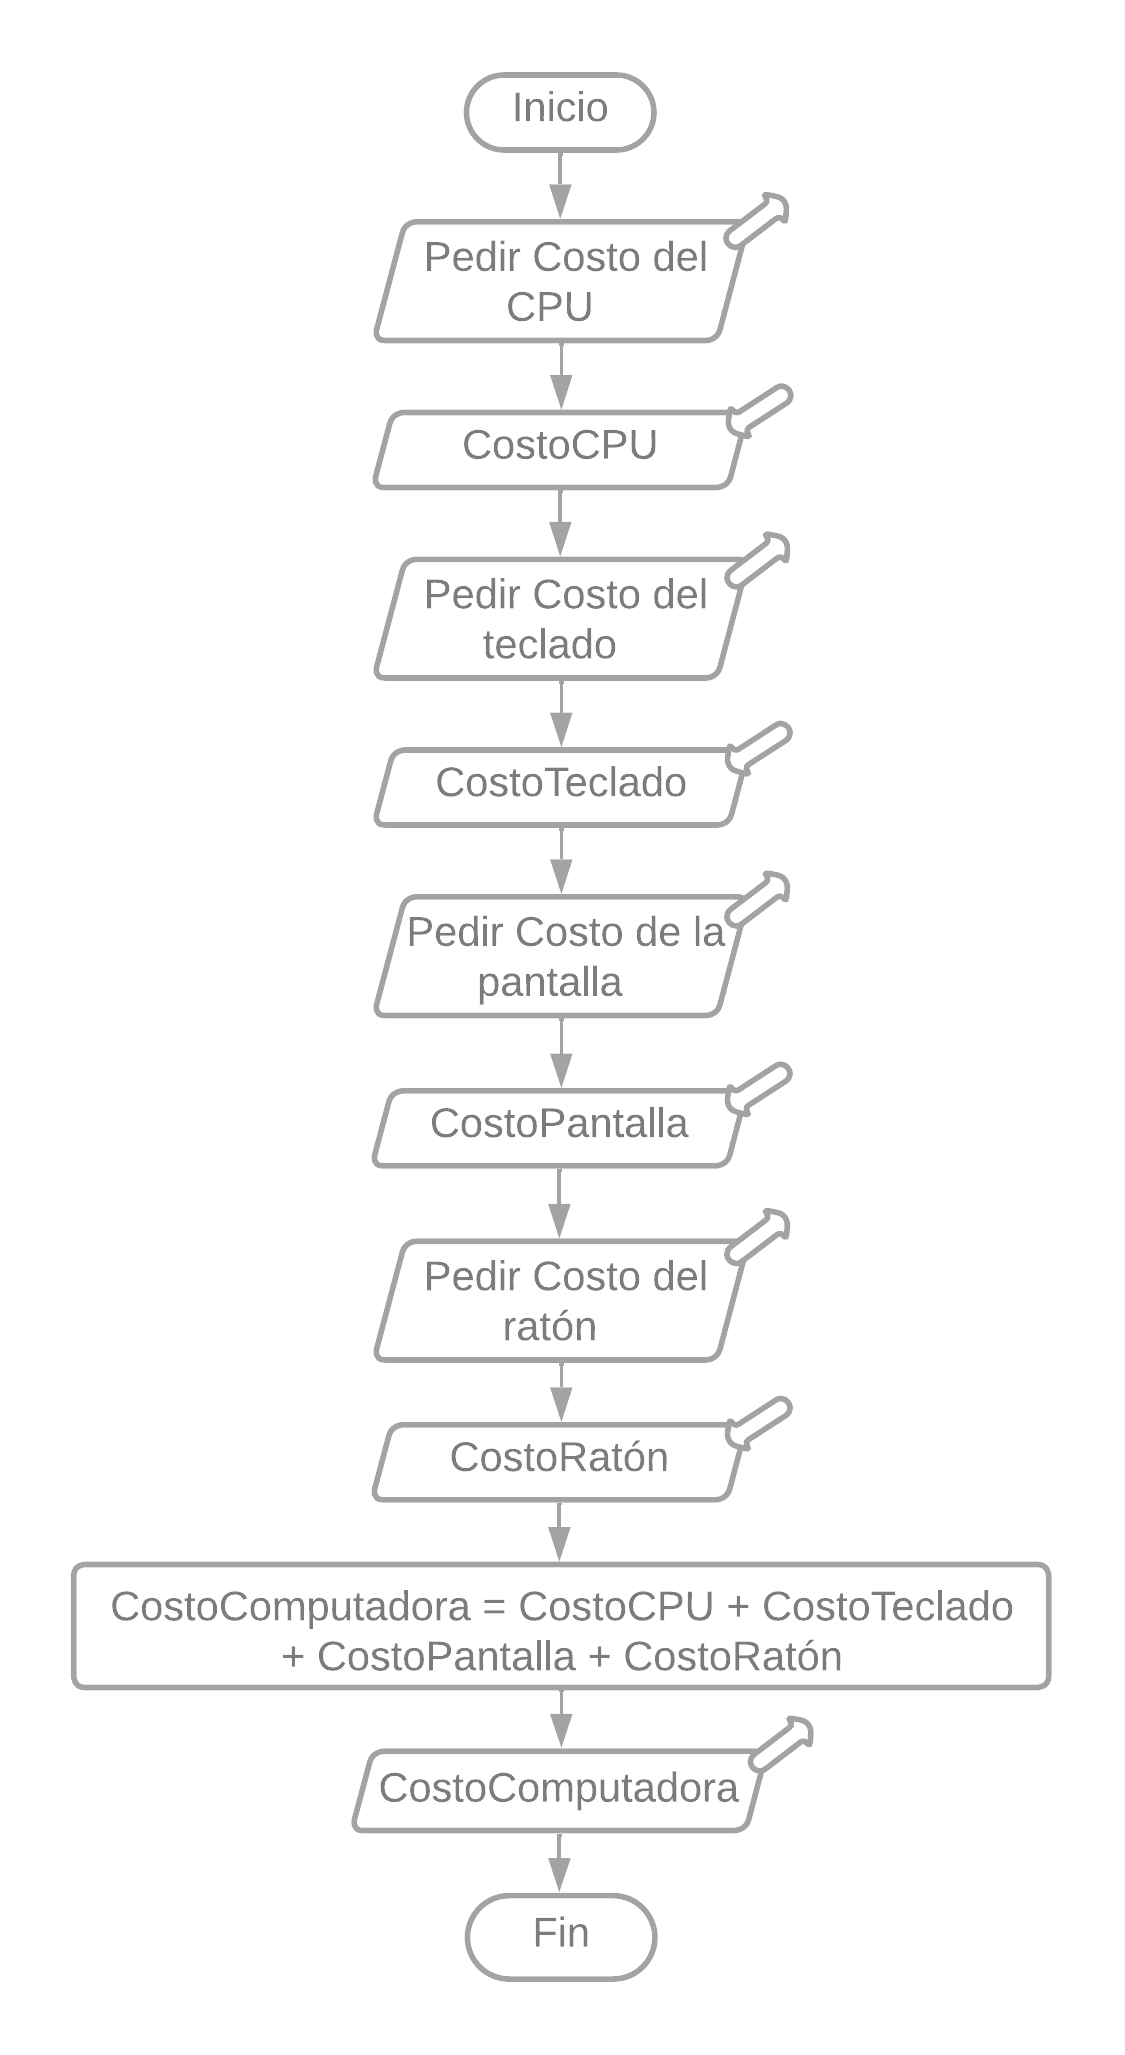 Inicio
Pedir Costo del
CPU
CostoCPU
Pedir Costo del
teclado
CostoTeclado
Pedir Costo de la
pantalla
CostoPantalla
Pedir Costo del
ratón
CostoRatón
CostoComputadora = CostoCPU + CostoTeclado
+ CostoPantalla + CostoRatón
CostoComputadora
Fin